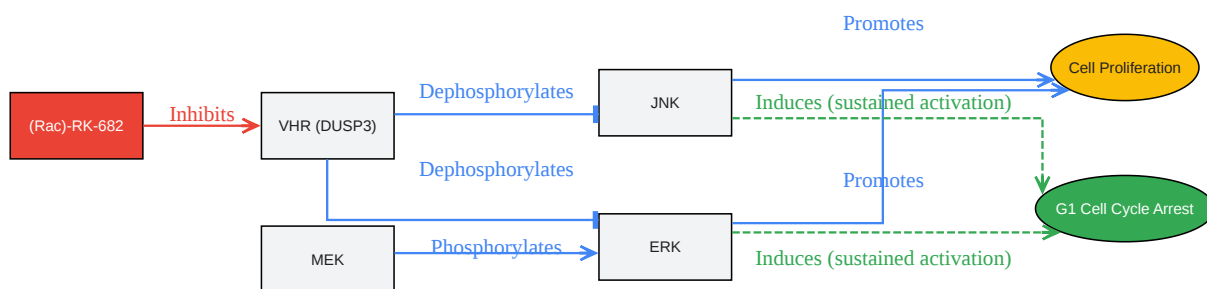 Promotes
Cell Proliferation
Dephosphorylates
JNK
Induces (sustained activation)
Inhibits
(Rac)-RK-682
VHR (DUSP3)
Dephosphorylates
Promotes
G1 Cell Cycle Arrest
Phosphorylates
MEK
ERK
Induces (sustained activation)